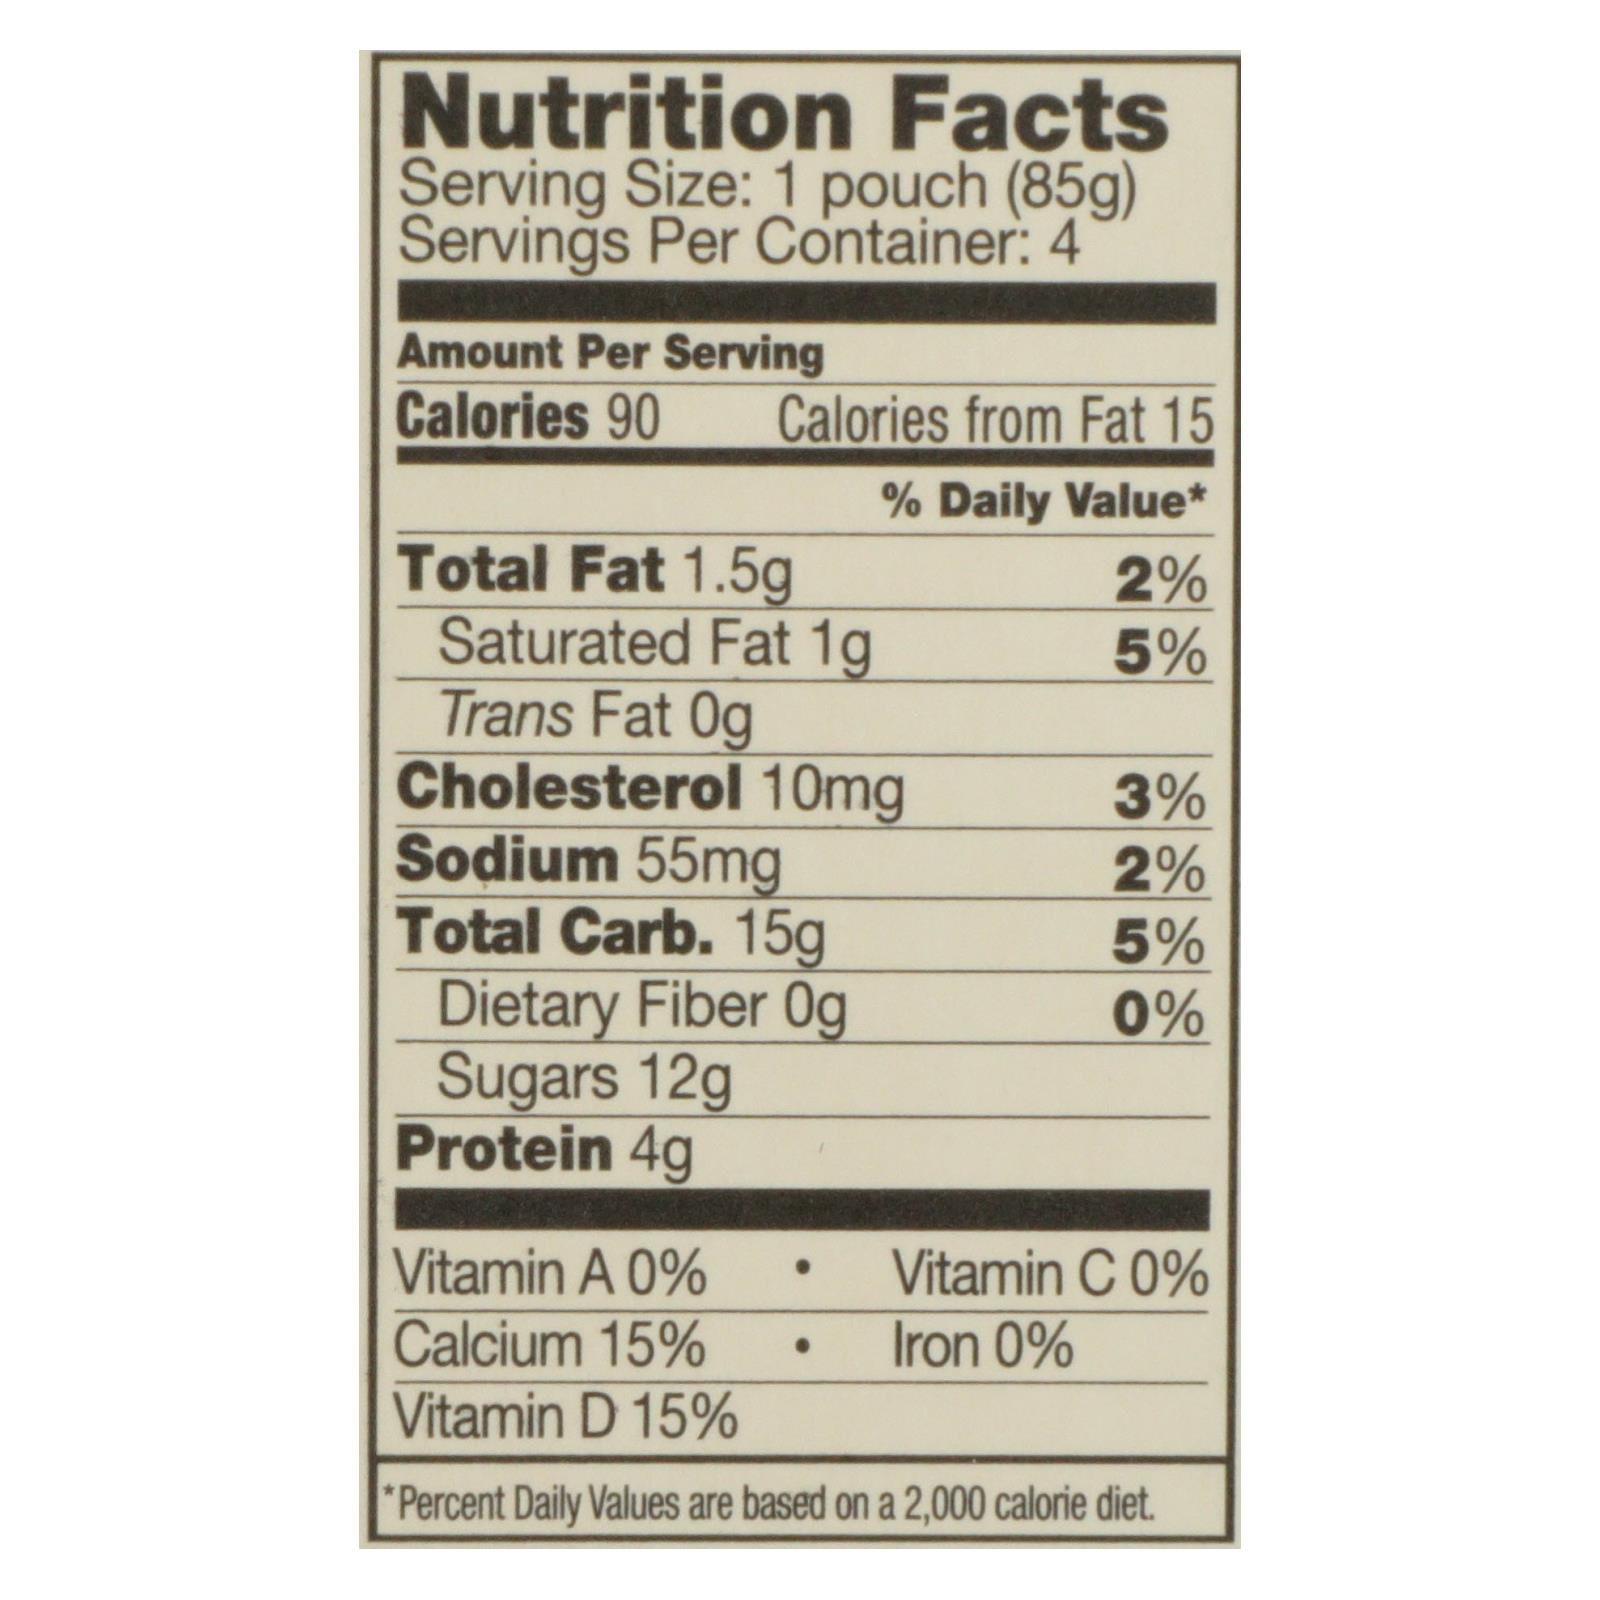 Nutrition Facts
Serving Size: 1 pouch (85g)
Servings Per Container: 4
Amount Per Serving
Calories 90 Calories from Fat 15
% Daily Value*
Total Fat 1.5g 2%
Saturated Fat 1g 5%
Trans Fat 0g
Cholesterol 10mg 3%
Sodium 55mg 2%
Total Carb. 15g 5%
Dietary Fiber 0g 0%
Sugars 12g
Protein 4g
Vitamin A 0% • Vitamin C 0%
Calcium 15% • Iron 0%
Vitamin D 15%
*Percent Daily Values are based on a 2,000 calorie diet.